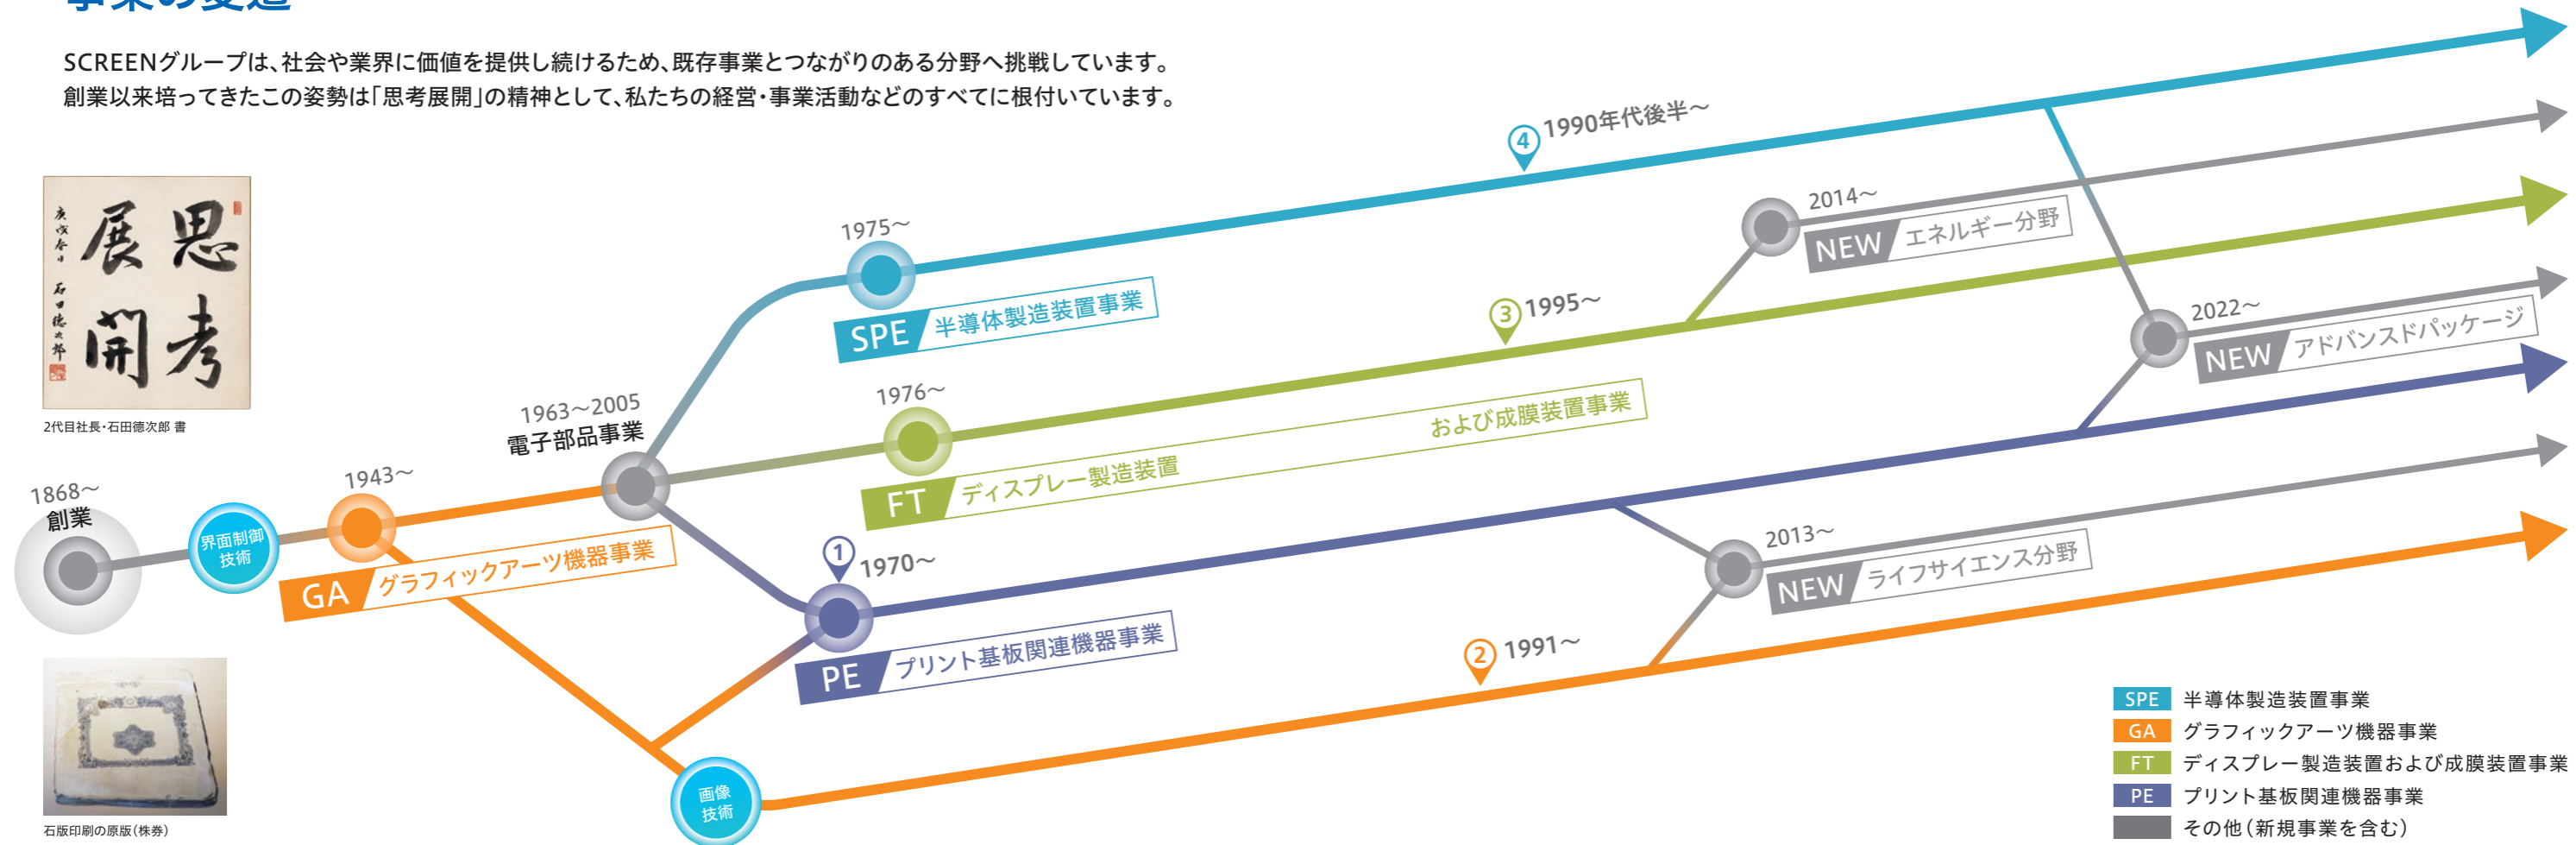 事業の変遷
SCREENグループは、社会や業界に価値を提供し続けるため、既存事業とつながりのある分野へ挑戦しています。
創業以来培ってきたこの姿勢は「思考展開」の精神として、私たちの経営・事業活動などのすべてに根付いています。
思考
展開
庚戌春日 石田徳次郎
2代目社長・石田德次郎 書
1868〜
創業
界面制御
技術
1943〜
GA グラフィックアーツ機器事業
1963〜2005
電子部品事業
1975〜
SPE 半導体製造装置事業
1976〜
FT ディスプレー製造装置 および成膜装置事業
1
1970〜
PE プリント基板関連機器事業
画像
技術
4 1990年代後半〜
3 1995〜
2 1991〜
2014〜
NEW エネルギー分野
2022〜
NEW アドバンスドパッケージ
2013〜
NEW ライフサイエンス分野
石版印刷の原版（株券）
SPE 半導体製造装置事業
GA グラフィックアーツ機器事業
FT ディスプレー製造装置および成膜装置事業
PE プリント基板関連機器事業
その他（新規事業を含む）